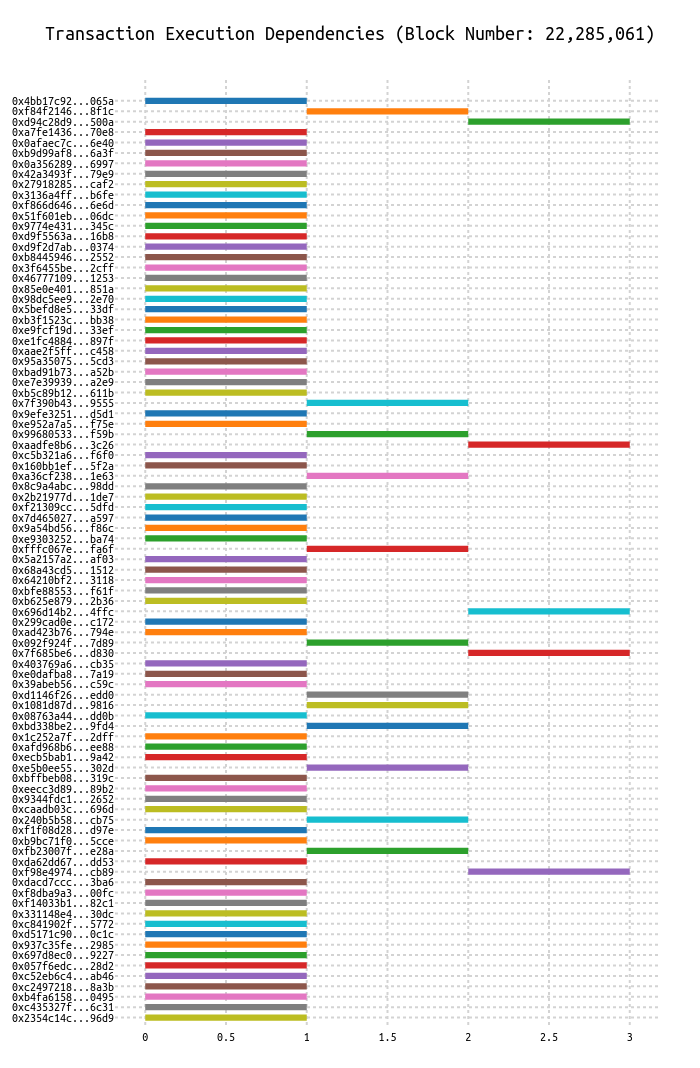 Transaction Execution Dependencies (Block Number: 22,285,061)
0x4bb17c92...065a
0xf84f2146...8f1c
0xd94c28d9...500a
0xa7fe1436...70e8
0x0afaec7c...6e40
0xb9d99af8...6a3f
0x0a356289...6997
0x42a3493f...79e9
0x27918285...caf2
0x3136a4ff...b6fe
0xf866d646...6e6d
0x51f601eb...06dc
0x9774e431...345c
0xd9f5563a...16b8
0xd9f2d7ab...0374
0xb8445946...2552
0x3f6455be...2cff
0x46777109...1253
0x85e0e401...851a
0x98dc5ee9...2e70
0x5befd8e5...33df
0xb3f1523c...bb38
0xe9fcf19d...33ef
0xe1fc4884...897f
0xaae2f5ff...c458
0x95a35075...5cd3
0xbad91b73...a52b
0xe7e39939...a2e9
0xb5c89b12...611b
0x7f390b43...9555
0x9efe3251...d5d1
0xe952a7a5...f75e
0x99680533...f59b
0xaadfe8b6...3c26
0xc5b321a6...f6f0
0x160bb1ef...5f2a
0xa36cf238...1e63
0x8c9a4abc...98dd
0x2b21977d...1de7
0xf21309cc...5dfd
0x7d465027...a597
0x9a54bd56...f86c
0xe9303252...ba74
0xfffc067e...fa6f
0x5a2157a2...af03
0x68a43cd5...1512
0x64210bf2...3118
0xbfe88553...f61f
0xb625e879...2b36
0x696d14b2...4ffc
0x299cad0e...c172
0xad423b76...794e
0x092f924f...7d89
0x7f685be6...d830
0x403769a6...cb35
0xe0dafba8...7a19
0x39abeb56...c59c
0xd1146f26...edd0
0x1081d87d...9816
0x08763a44...dd0b
0xbd338be2...9fd4
0x1c252a7f...2dff
0xafd968b6...ee88
0xecb5bab1...9a42
0xe5b0ee55...302d
0xbffbeb08...319c
0xeecc3d89...89b2
0x9344fdc1...2652
0xcaadb03c...696d
0x240b5b58...cb75
0xf1f08d28...d97e
0xb9bc71f0...5cce
0xfb23007f...e28a
0xda62dd67...dd53
0xf98e4974...cb89
0xdacd7ccc...3ba6
0xf8dba9a3...00fc
0xf14033b1...82c1
0x331148e4...30dc
0xc841902f...5772
0xd5171c90...0c1c
0x937c35fe...2985
0x697d8ec0...9227
0x057f6edc...28d2
0xc52eb6c4...ab46
0xc2497218...8a3b
0xb4fa6158...0495
0xc435327f...6c31
0x2354c14c...96d9
0 0.5 1 1.5 2 2.5 3